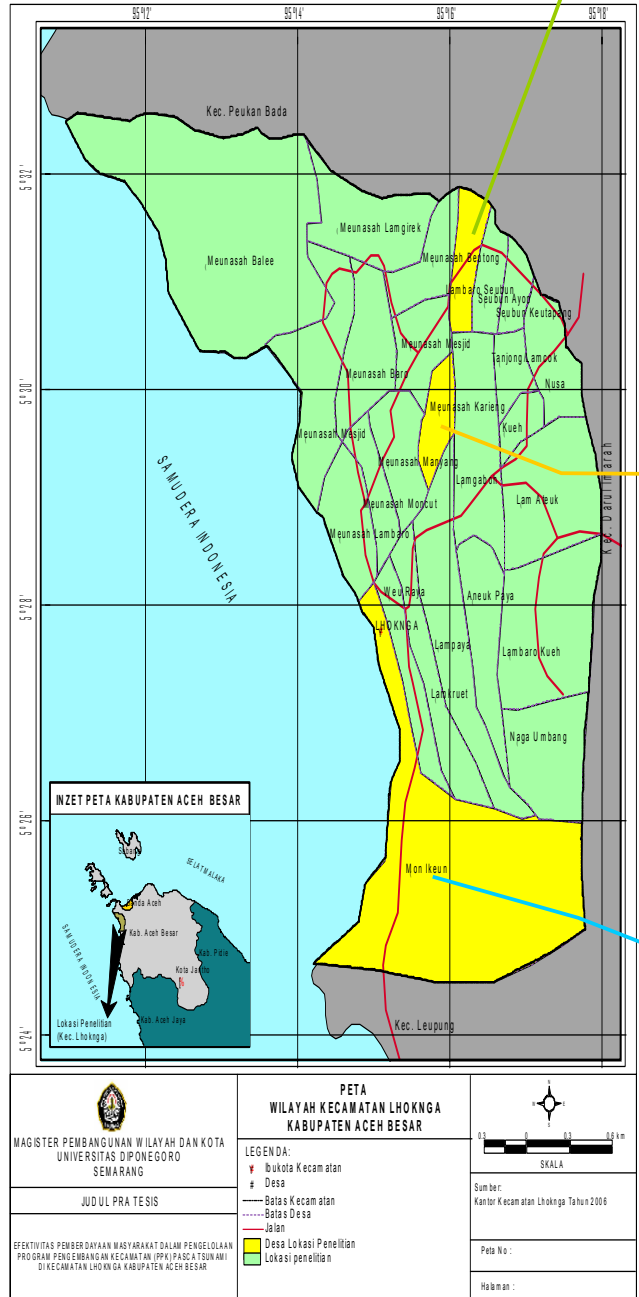 95°12'
95°14'
95°16'
95°18'
Kec. Peukan Bada
5°32'
Meunasah Lamgirek
Meunasah Balee
Meunasah Beutong
Lambaro Seubun
Seubun Ayon
Seubun Keutapang
Meunasah Mesjid
Tanjong Lamcok
Meunasah Baro
Nusa
5°30'
Meunasah Karieng
Meunasah Mesjid
Kueh
Meunasah Manyang
Lamgaboh
Lam Ateuk
Kec. Darul Imarah
SAMUDERA INDONESIA
Meunasah Moncut
Meunasah Lambaro
5°28'
Weu Raya
Aneuk Paya
LHOKNGA
Lampaya
Lambaro Kueh
Lamkruet
Naga Umbang
5°26'
Mon Ikeun
5°24'
Kec. Leupung
INZET PETA KABUPATEN ACEH BESAR
Sabang
SELAT MALAKA
Banda Aceh
Kab. Aceh Besar
Kab. Pidie
SAMUDERA INDONESIA
Kota Jantho
Kab. Aceh Jaya
Lokasi Penelitian
(Kec. Lhoknga)
MAGISTER PEMBANGUNAN WILAYAH DAN KOTA
UNIVERSITAS DIPONEGORO
SEMARANG
JUDUL PRA TESIS
EFEKTIVITAS PEMBERDAYAAN MASYARAKAT DALAM PENGELOLAAN
PROGRAM PENGEMBANGAN KECAMATAN (PPK) PASCA TSUNAMI
DI KECAMATAN LHOKNGA KABUPATEN ACEH BESAR
PETA
WILAYAH KECAMATAN LHOKNGA
KABUPATEN ACEH BESAR
LEGENDA:
Ibukota Kecamatan
# Desa
Batas Kecamatan
Batas Desa
Jalan
Desa Lokasi Penelitian
Lokasi penelitian
N
W E
S
0.3 0 0.3 0.6 km
SKALA
Sumber:
Kantor Kecamatan Lhoknga Tahun 2006
Peta No :
Halaman :